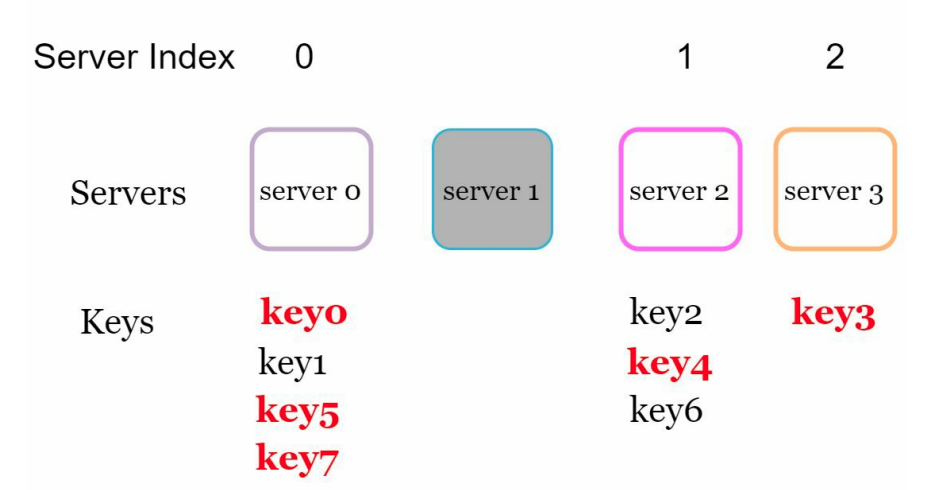 Server Index 0 1 2
Servers server 0 server 1 server 2 server 3
Keys key0 key2 key3
key1 key4
key5 key6
key7